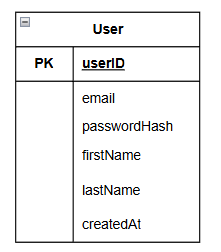 User
PK userID
email
passwordHash
firstName
lastName
createdAt